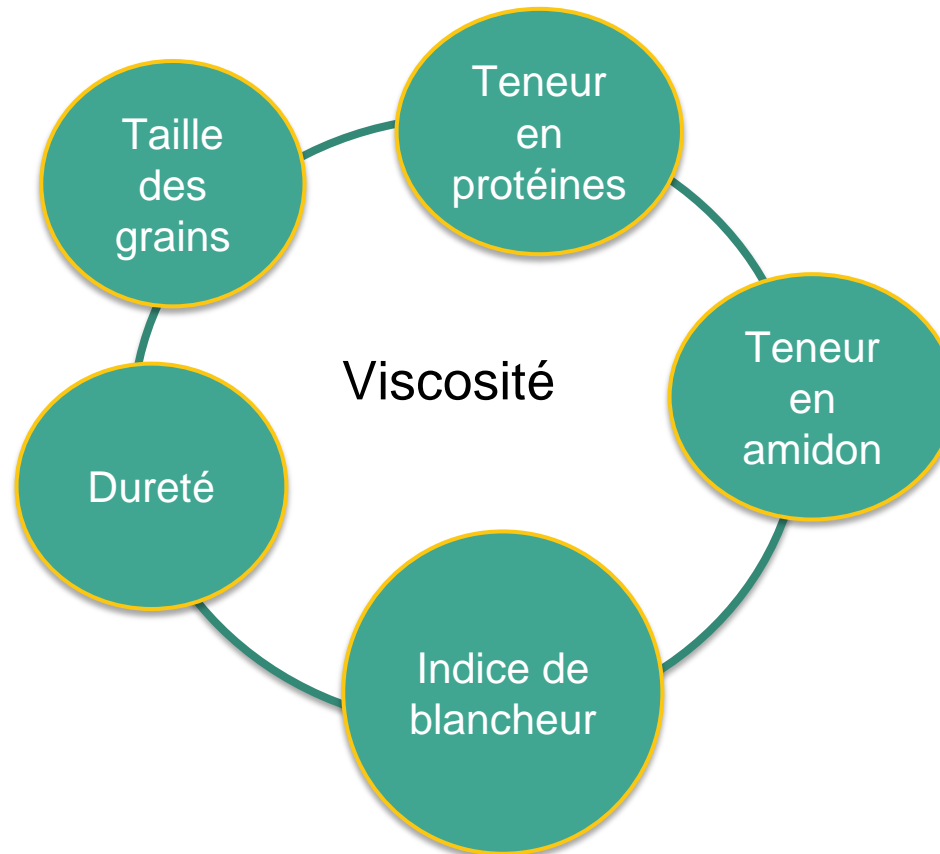 Teneur
en
protéines
Taille
des
grains
Teneur
en
amidon
Viscosité
Dureté
Indice de
blancheur